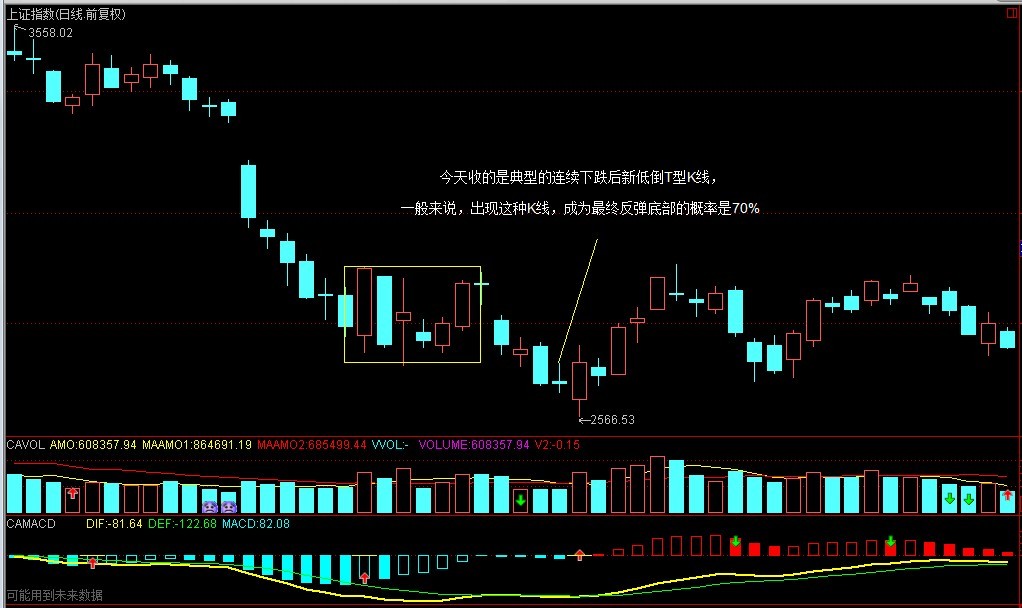 上证指数(日线.前复权)
3558.02
今天收的是典型的连续下跌后新低倒T型K线，
一般来说，出现这种K线，成为最终反弹底部的概率是70%
←2566.53
CAVOL AMO:608357.94 MAAMO1:864691.19 MAAMO2:685499.44 VVOL:- VOLUME:608357.94 V2:-0.15
CAMACD DIF:-81.64 DEF:-122.68 MACD:82.08
可能用到未来数据